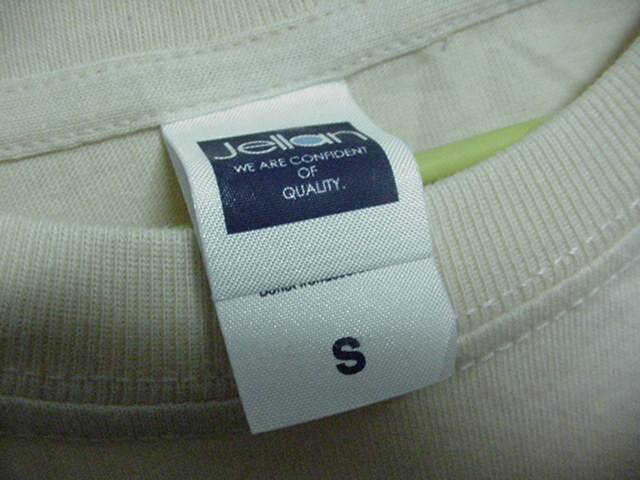 Jellan
WE ARE CONFIDENT
OF
QUALITY.
S